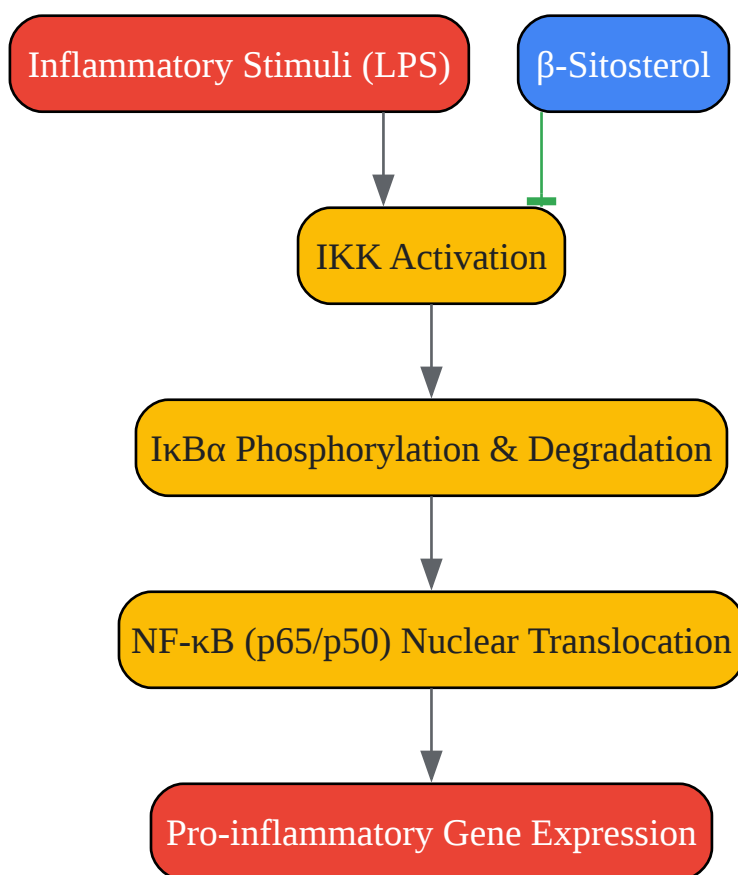 Inflammatory Stimuli (LPS)
β-Sitosterol
IKK Activation
IκBα Phosphorylation & Degradation
NF-κB (p65/p50) Nuclear Translocation
Pro-inflammatory Gene Expression